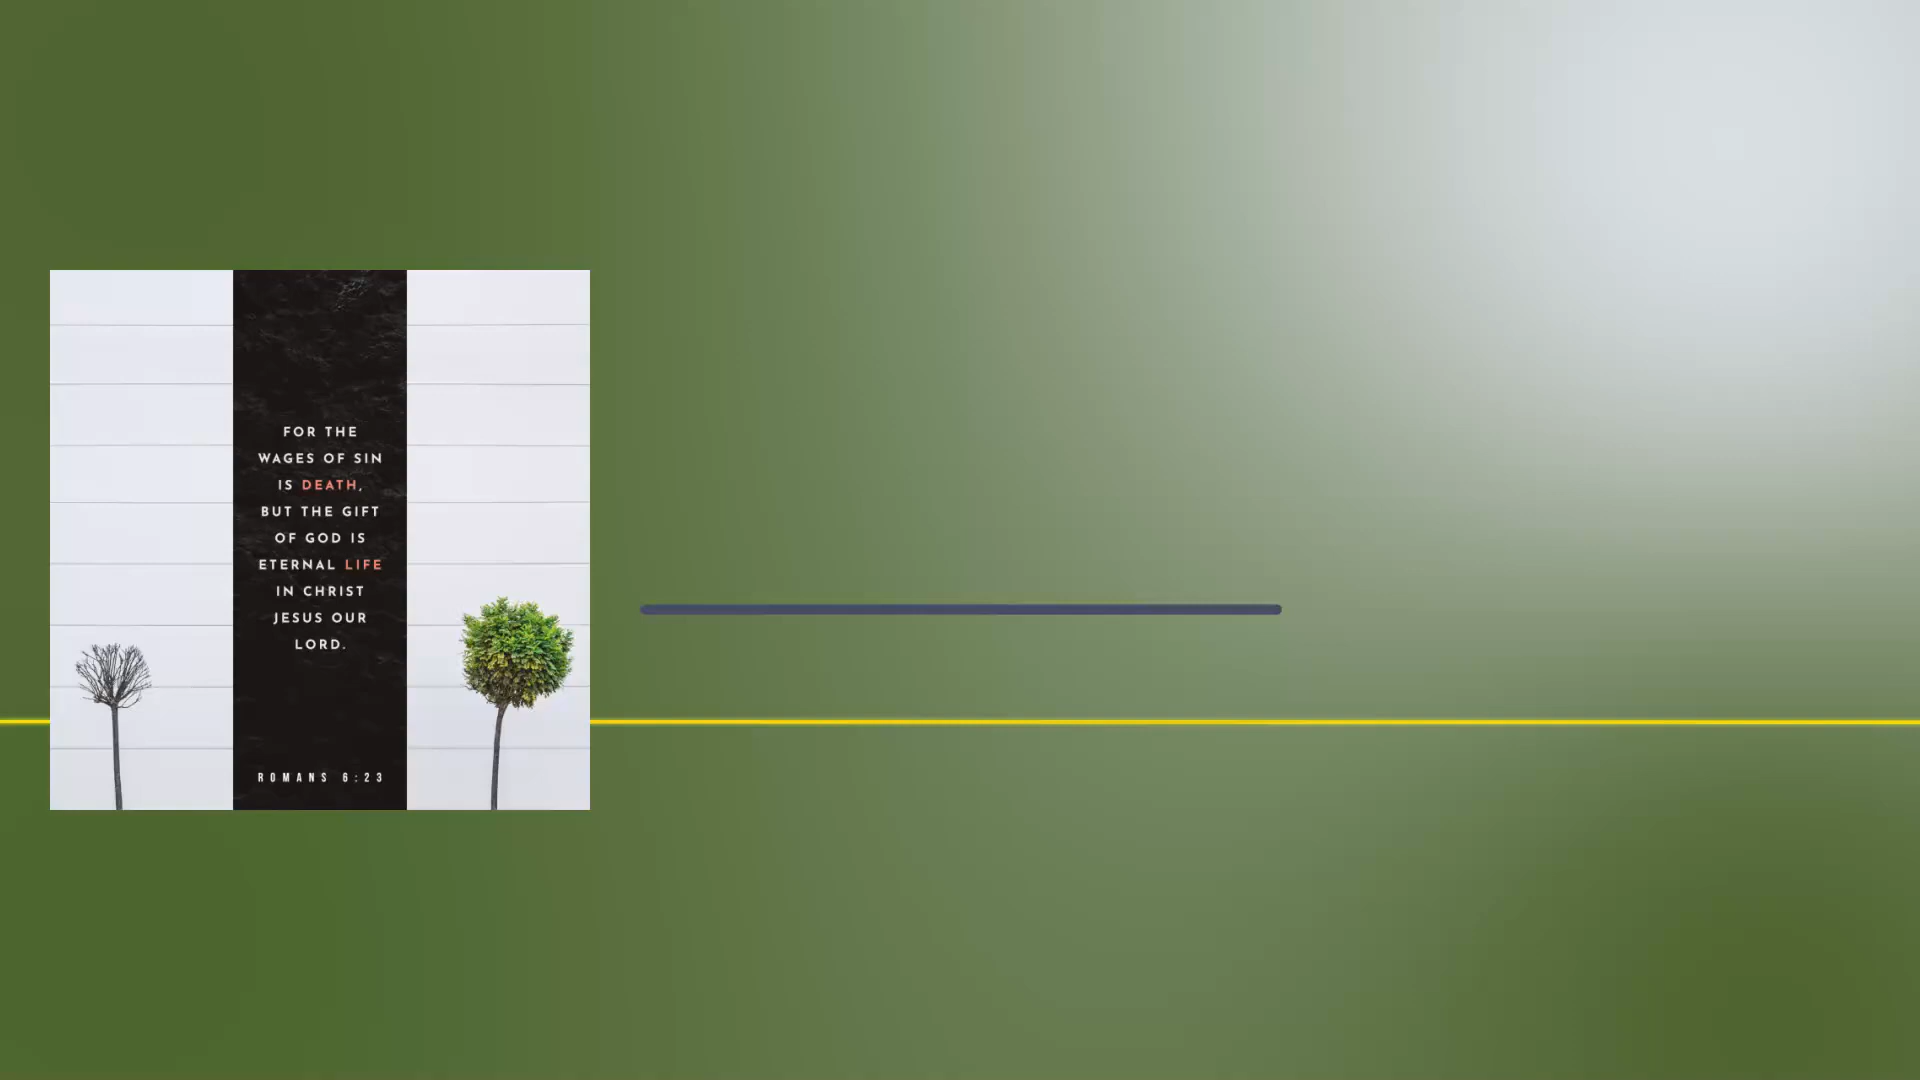 FOR THE
WAGES OF SIN
IS DEATH,
BUT THE GIFT
OF GOD IS
ETERNAL LIFE
IN CHRIST
JESUS OUR
LORD.
ROMANS 6:23